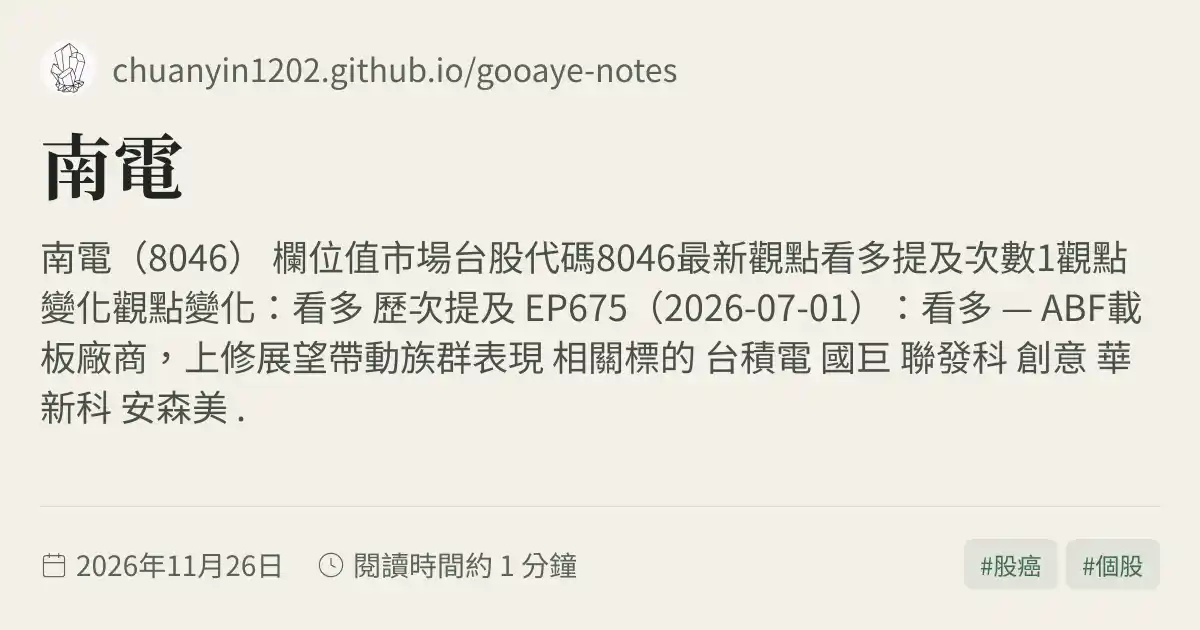 chuanyin1202.github.io/gooaye-notes
南電
南電（8046） 欄位值市場台股代碼8046最新觀點看多提及次數1觀點
變化觀點變化：看多 歷次提及 EP675（2026-07-01）：看多 — ABF載
板廠商，上修展望帶動族群表現 相關標的 台積電 國巨 聯發科 創意 華
新科 安森美 .
2026年11月26日 閱讀時間約 1 分鐘 #股癌 #個股